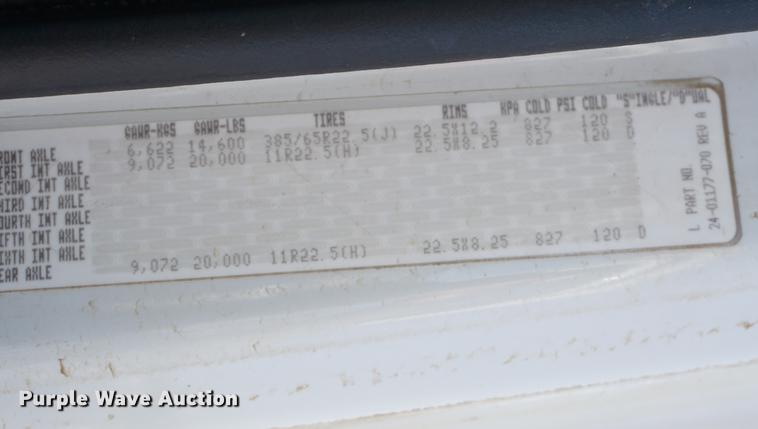 GAWR-KGS GAWR-LBS TIRES RIMS KPA COLD PSI COLD "S"INGLE/"D"UAL
RONT AXLE 6,622 14,600 385/65R22.5(J) 22.5X12.2 827 120 S
IRST INT AXLE 9,072 20,000 11R22.5(H) 22.5X8.25 827 120 D
ECOND INT AXLE
HIRD INT AXLE
OURTH INT AXLE
IFTH INT AXLE
IXTH INT AXLE
EAR AXLE 9,072 20,000 11R22.5(H) 22.5X8.25 827 120 D
L PART NO.
24-01177-070 REV A
Purple Wave Auction